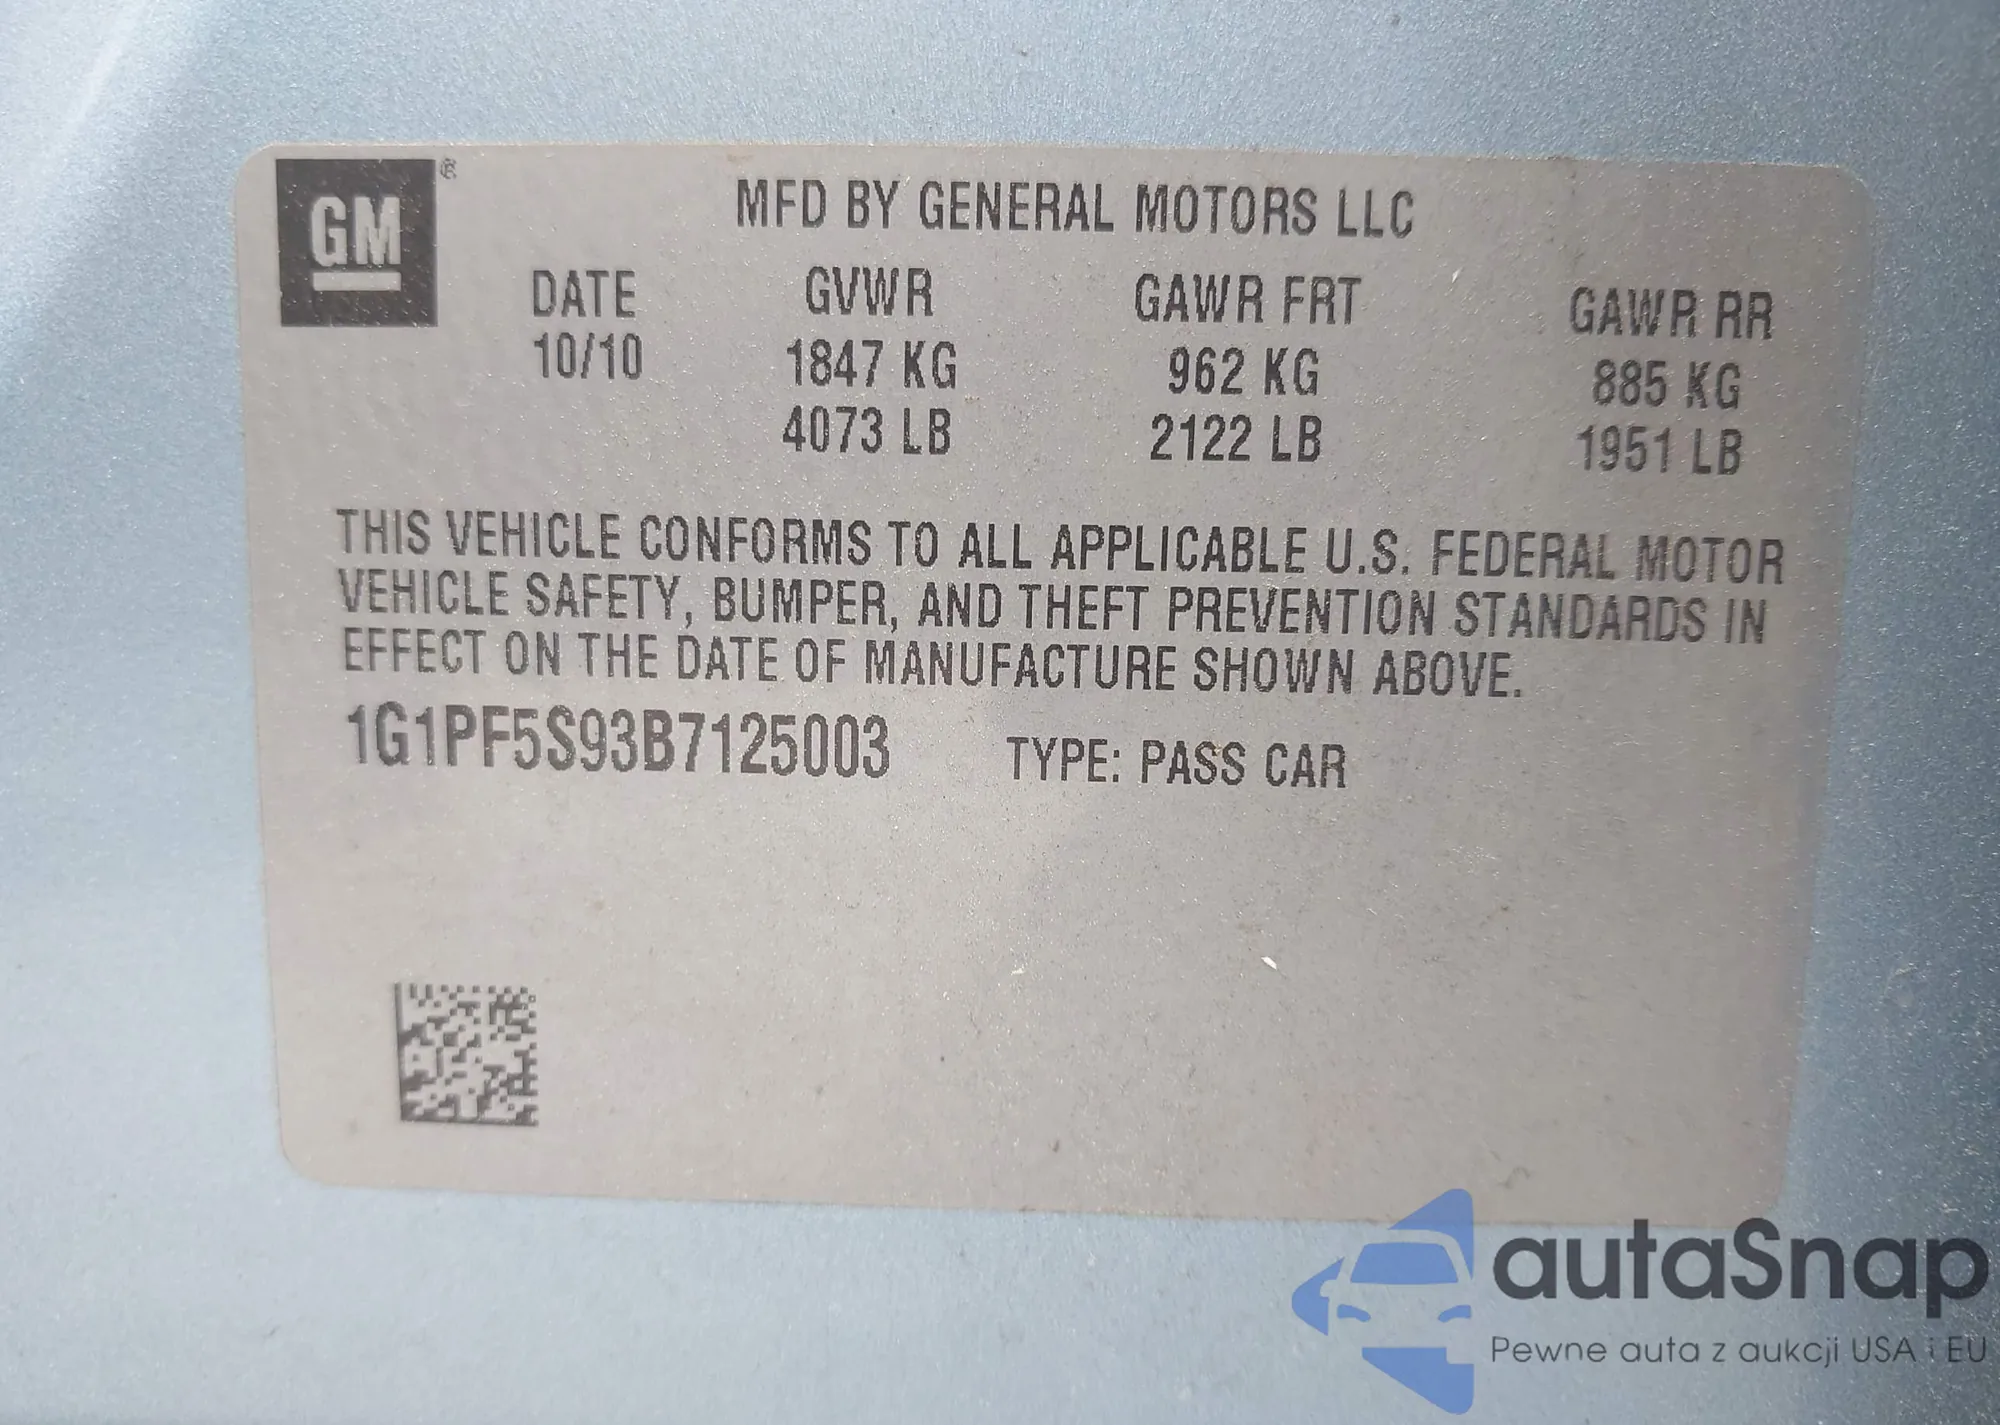 GM ®
MFD BY GENERAL MOTORS LLC
DATE GVWR GAWR FRT GAWR RR
10/10 1847 KG 962 KG 885 KG
4073 LB 2122 LB 1951 LB
THIS VEHICLE CONFORMS TO ALL APPLICABLE U.S. FEDERAL MOTOR
VEHICLE SAFETY, BUMPER, AND THEFT PREVENTION STANDARDS IN
EFFECT ON THE DATE OF MANUFACTURE SHOWN ABOVE.
1G1PF5S93B7125003 TYPE: PASS CAR
autaSnap
Pewne auta z aukcji USA i EU